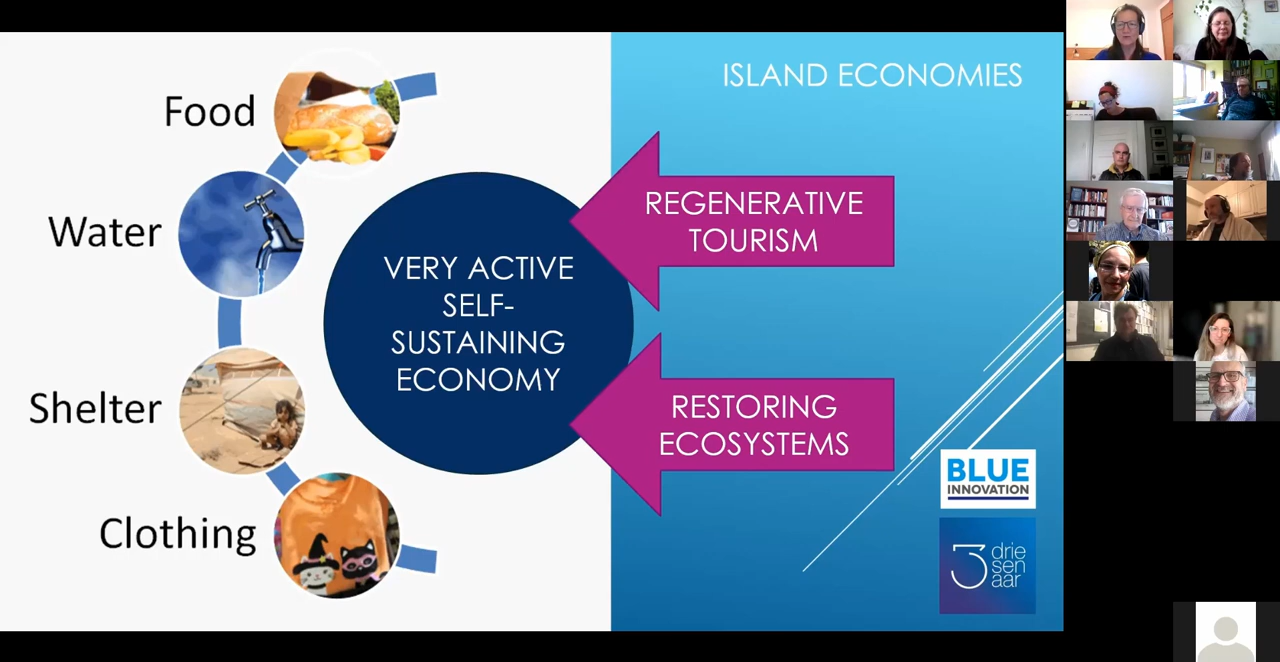 ISLAND ECONOMIES
Food
Water
Shelter
Clothing
VERY ACTIVE
SELF-
SUSTAINING
ECONOMY
REGENERATIVE
TOURISM
RESTORING
ECOSYSTEMS
BLUE
INNOVATION
3
drie
sen
aar